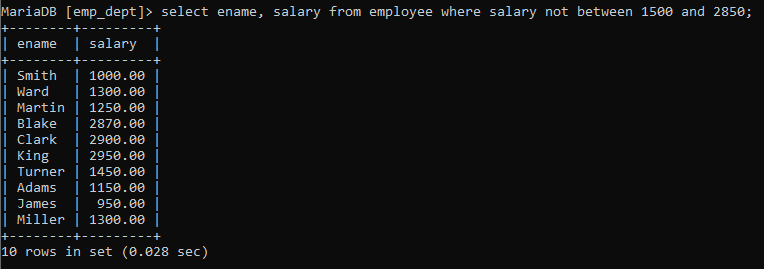 MariaDB [emp_dept]> select ename, salary from employee where salary not between 1500 and 2850;
+--------+---------+
| ename  | salary  |
+--------+---------+
| Smith  | 1000.00 |
| Ward   | 1300.00 |
| Martin | 1250.00 |
| Blake  | 2870.00 |
| Clark  | 2900.00 |
| King   | 2950.00 |
| Turner | 1450.00 |
| Adams  | 1150.00 |
| James  |  950.00 |
| Miller | 1300.00 |
+--------+---------+
10 rows in set (0.028 sec)